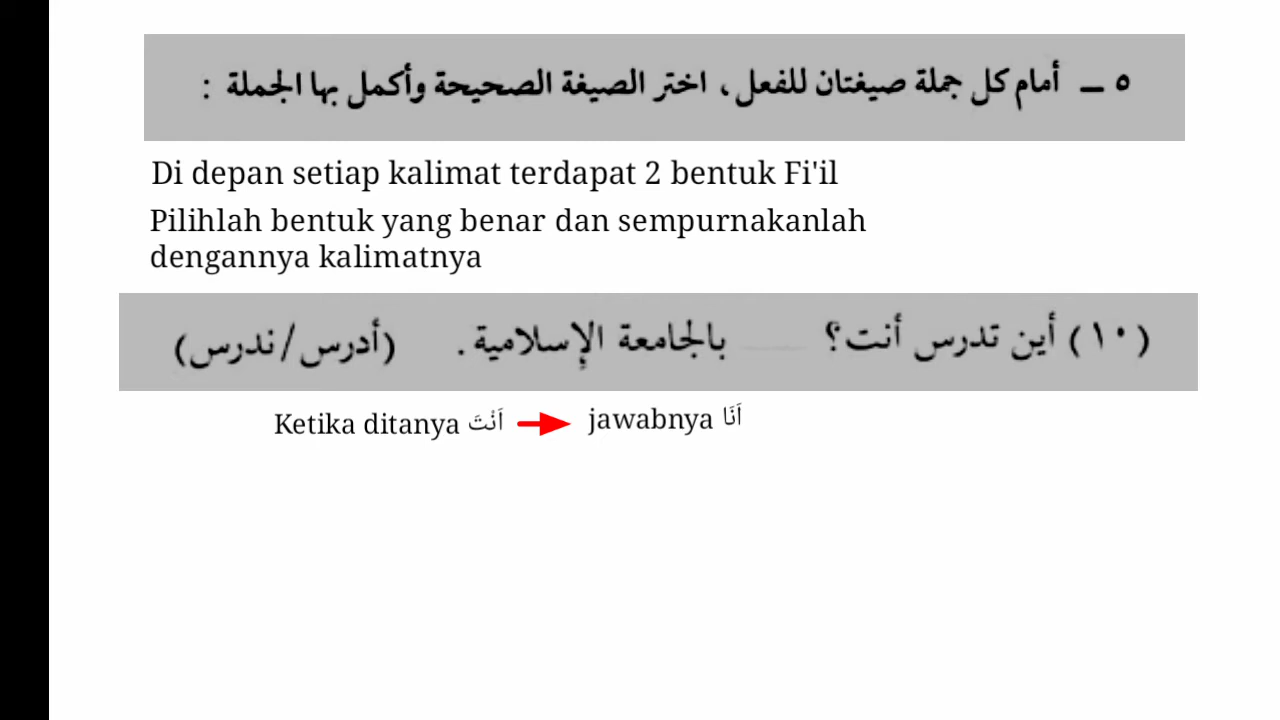 ٥ ــ أمام كل جملة صيغتان للفعل ، اختر الصيغة الصحيحة وأكمل بها الجملة :
Di depan setiap kalimat terdapat 2 bentuk Fi'il
Pilihlah bentuk yang benar dan sempurnakanlah
dengannya kalimatnya
(١٠) أين تدرس أنت؟ ...... بالجامعة الإسلامية . (أدرس/ندرس)
Ketika ditanya اَنْتَ jawabnya اَنَا